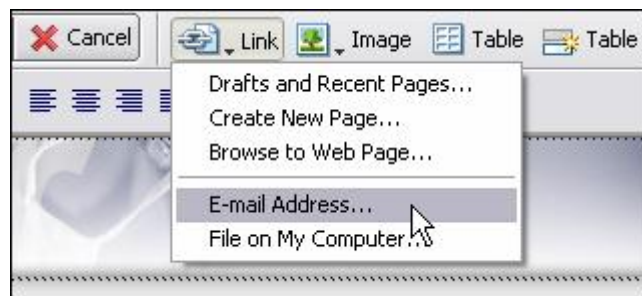 Cancel Link Image Table Table
Drafts and Recent Pages...
Create New Page...
Browse to Web Page...
E-mail Address...
File on My Computer...